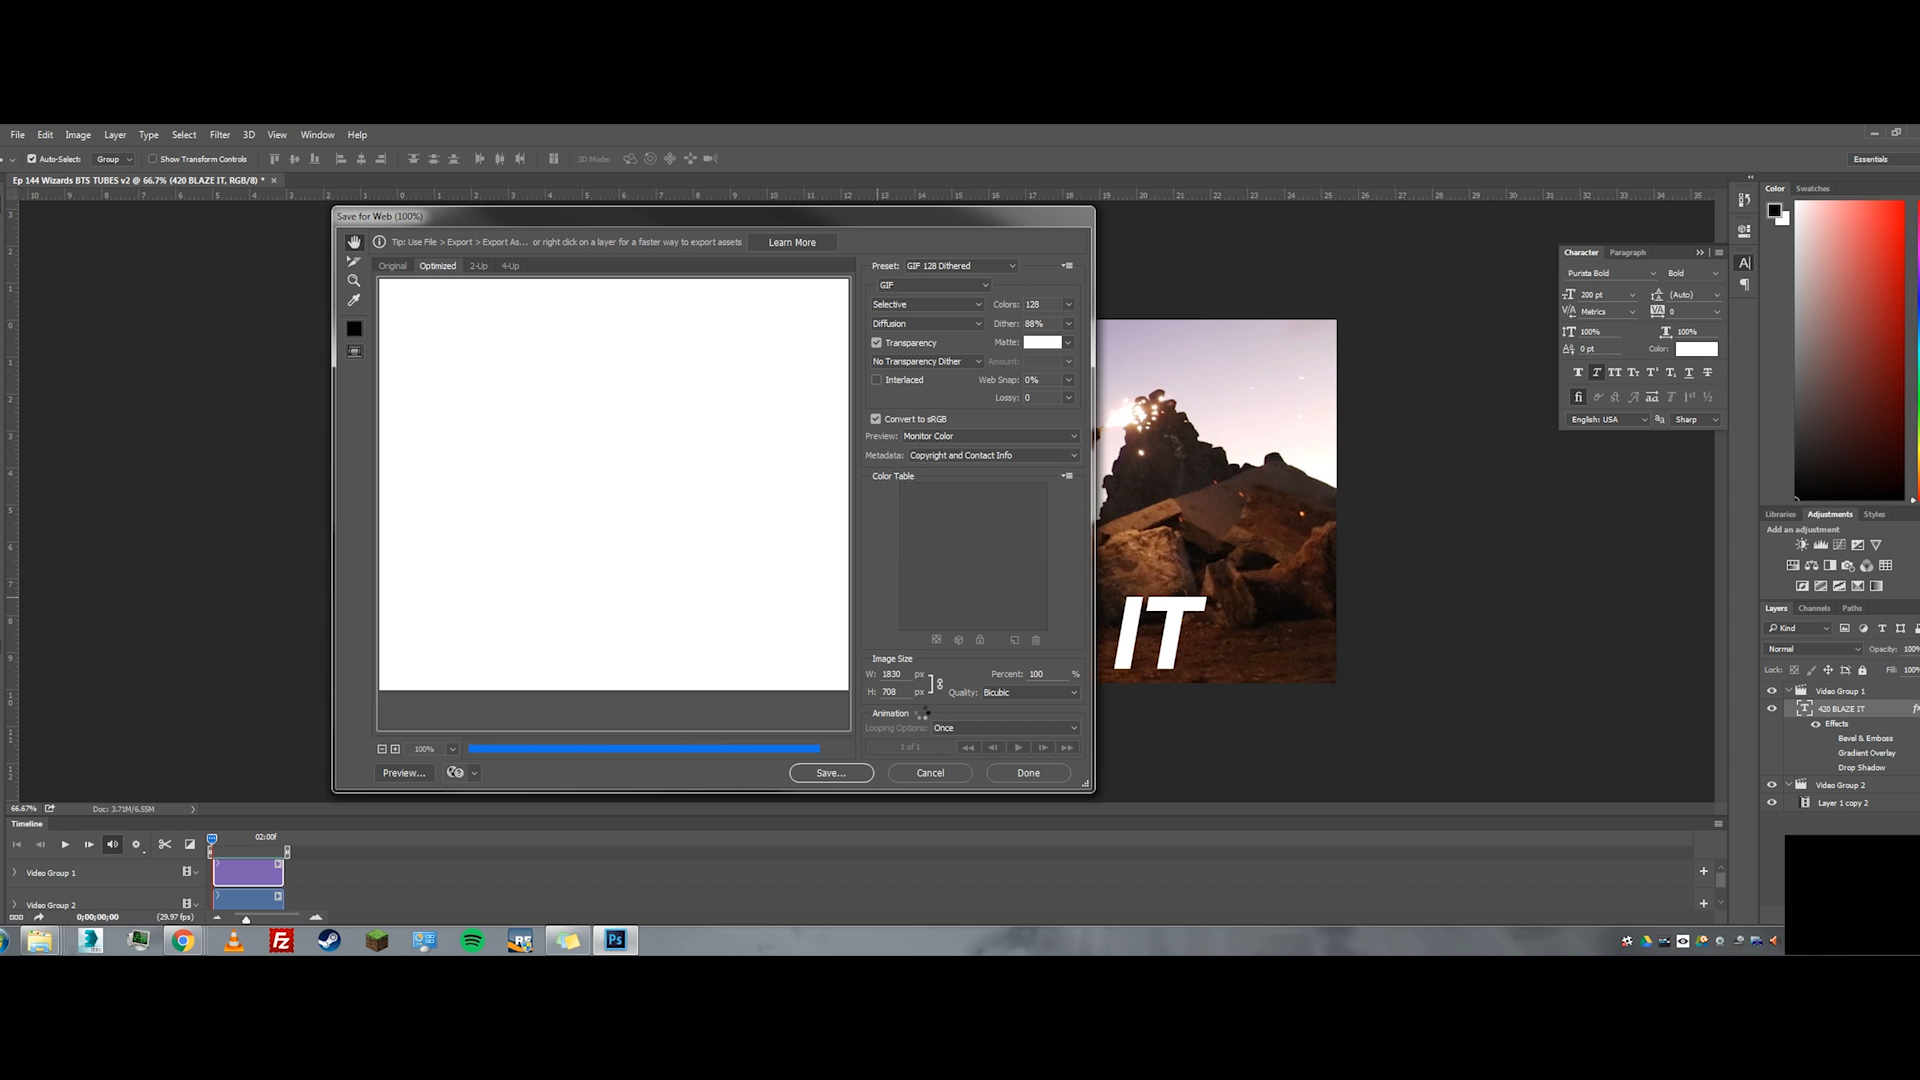 File Edit Image Layer Type Select Filter 3D View Window Help
Auto-Select: Group Show Transform Controls 3D Mode: Essentials
Ep 144 Wizards BTS TUBES v2 @ 66.7% (420 BLAZE IT, RGB/8) * ×
Save for Web (100%)
Tip: Use File > Export > Export As... or right click on a layer for a faster way to export assets Learn More
Original Optimized 2-Up 4-Up
Preset: GIF 128 Dithered
GIF
Selective Colors: 128
Diffusion Dither: 88%
Transparency Matte:
No Transparency Dither Amount:
Interlaced Web Snap: 0%
Lossy: 0
Convert to sRGB
Preview: Monitor Color
Metadata: Copyright and Contact Info
Color Table
Image Size
W: 1830 px Percent: 100 %
H: 708 px Quality: Bicubic
Animation
Looping Options: Once
1 of 1
100%
Preview... Save... Cancel Done
IT
Character Paragraph
Purista Bold Bold
200 pt (Auto)
Metrics 0
100% 100%
0 pt Color:
English: USA Sharp
Color Swatches
Libraries Adjustments Styles
Add an adjustment
Layers Channels Paths
Kind
Normal Opacity: 100%
Lock: Fill: 100%
Video Group 1
420 BLAZE IT fx
Effects
Bevel & Emboss
Gradient Overlay
Drop Shadow
Video Group 2
Layer 1 copy 2
66.67% Doc: 3.71M/6.55M
Timeline
02:00f
Video Group 1
Video Group 2
0;00;00;00 (29.97 fps)
Fz RF Ps